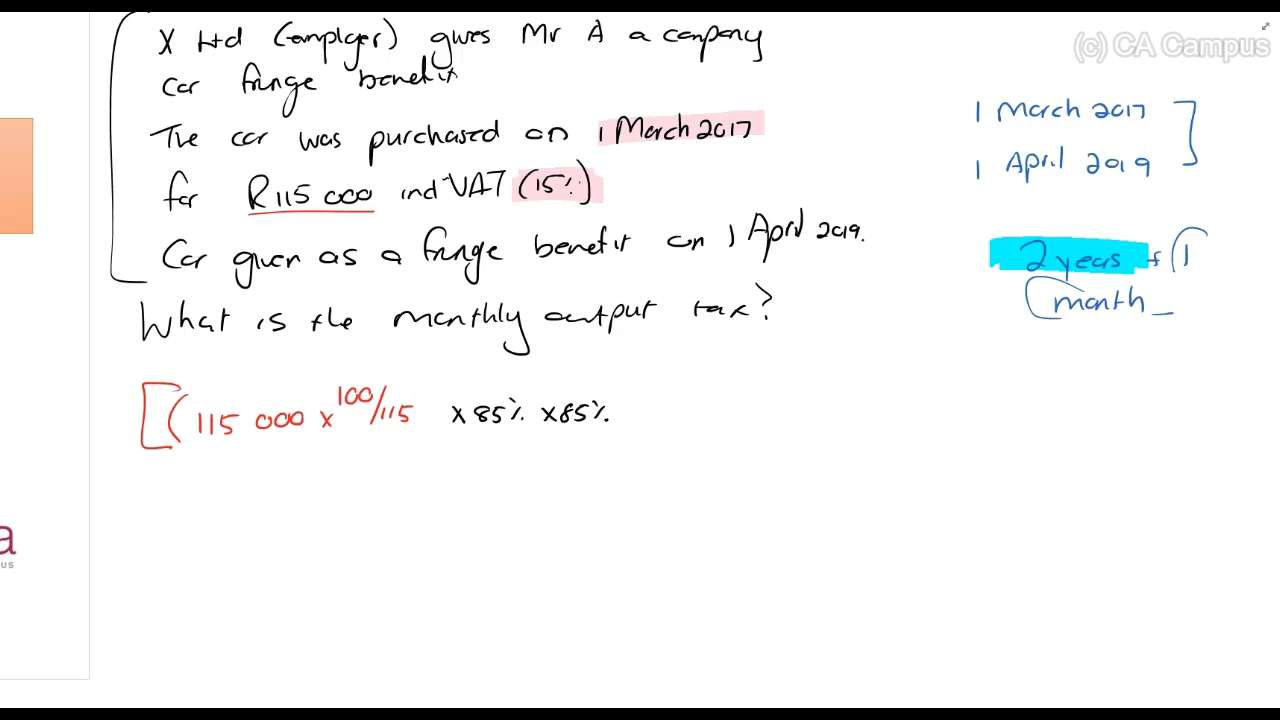 (c) CA Campus
X Ltd (employer) gives Mr A a company
car fringe benefit
The car was purchased on 1 March 2017
for R115 000 incl VAT (15%)
Car given as a fringe benefit on 1 April 2019.
What is the monthly output tax?
1 March 2017
1 April 2019
2 years + (1
month
[(115 000 x 100/115 x 85% x 85%
a
us